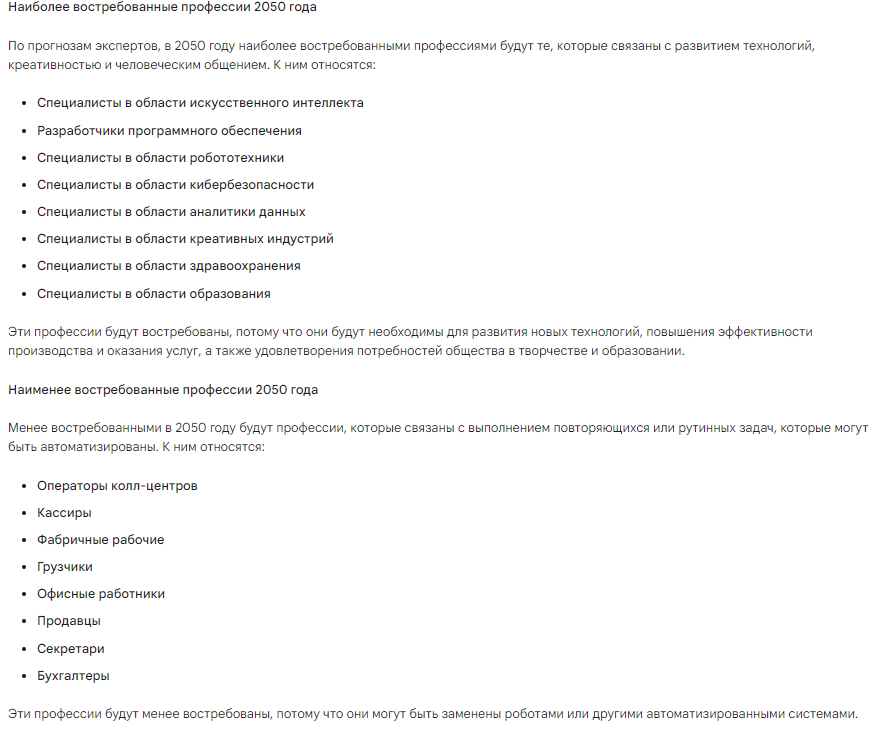 Наиболее востребованные профессии 2050 года
По прогнозам экспертов, в 2050 году наиболее востребованными профессиями будут те, которые связаны с развитием технологий,
креативностью и человеческим общением. К ним относятся:
• Специалисты в области искусственного интеллекта
• Разработчики программного обеспечения
• Специалисты в области робототехники
• Специалисты в области кибербезопасности
• Специалисты в области аналитики данных
• Специалисты в области креативных индустрий
• Специалисты в области здравоохранения
• Специалисты в области образования
Эти профессии будут востребованы, потому что они будут необходимы для развития новых технологий, повышения эффективности
производства и оказания услуг, а также удовлетворения потребностей общества в творчестве и образовании.
Наименее востребованные профессии 2050 года
Менее востребованными в 2050 году будут профессии, которые связаны с выполнением повторяющихся или рутинных задач, которые могут
быть автоматизированы. К ним относятся:
• Операторы колл-центров
• Кассиры
• Фабричные рабочие
• Грузчики
• Офисные работники
• Продавцы
• Секретари
• Бухгалтеры
Эти профессии будут менее востребованы, потому что они могут быть заменены роботами или другими автоматизированными системами.